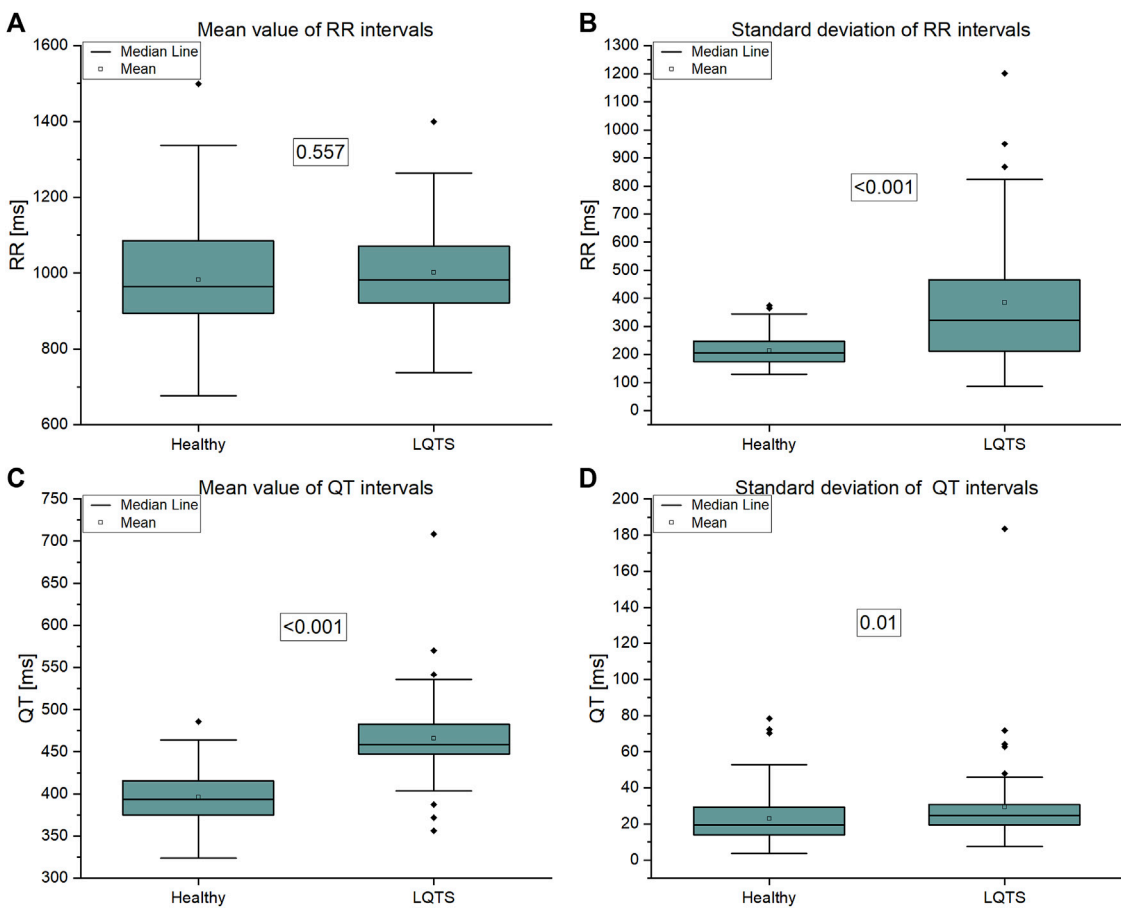 A
Mean value of RR intervals
Median Line
Mean
0.557
RR [ms]
1600
1400
1200
1000
800
600
Healthy
LQTS
B
Standard deviation of RR intervals
Median Line
Mean
<0.001
RR [ms]
1300
1200
1100
1000
900
800
700
600
500
400
300
200
100
0
Healthy
LQTS
C
Mean value of QT intervals
Median Line
Mean
<0.001
QT [ms]
750
700
650
600
550
500
450
400
350
300
Healthy
LQTS
D
Standard deviation of  QT intervals
Median Line
Mean
0.01
QT [ms]
200
180
160
140
120
100
80
60
40
20
0
Healthy
LQTS